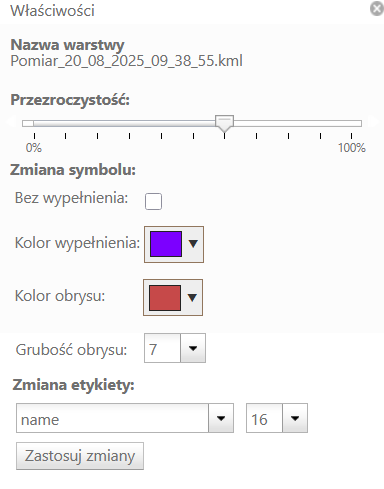 Właściwości
Nazwa warstwy
Pomiar_20_08_2025_09_38_55.kml
Przezroczystość:
0% 100%
Zmiana symbolu:
Bez wypełnienia:
Kolor wypełnienia:
Kolor obrysu:
Grubość obrysu: 7
Zmiana etykiety:
name 16
Zastosuj zmiany